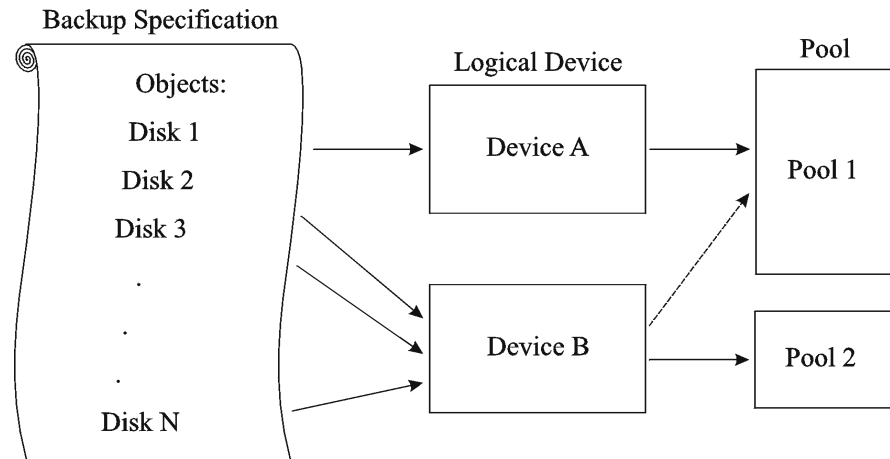 Backup Specification
Objects:
Disk 1
Disk 2
Disk 3
.
.
.
Disk N
Logical Device
Device A
Device B
Pool
Pool 1
Pool 2